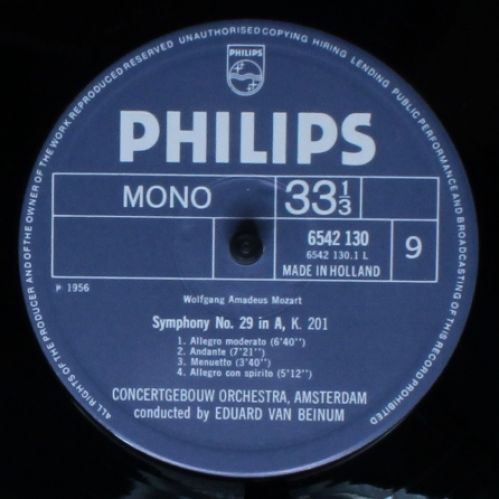 ALL RIGHTS OF THE PRODUCER AND OF THE OWNER OF THE WORK REPRODUCED RESERVED UNAUTHORISED COPYING HIRING LENDING PUBLIC PERFORMANCE AND BROADCASTING OF THIS RECORD PROHIBITED
PHILIPS
PHILIPS
MONO
33 1/3
6542 130
6542 130.1 L
MADE IN HOLLAND
9
P 1956
Wolfgang Amadeus Mozart
Symphony No. 29 in A, K. 201
1. Allegro moderato (6'40'')
2. Andante (7'21'')
3. Menuetto (3'40'')
4. Allegro con spirito (5'12'')
CONCERTGEBOUW ORCHESTRA, AMSTERDAM
conducted by EDUARD VAN BEINUM